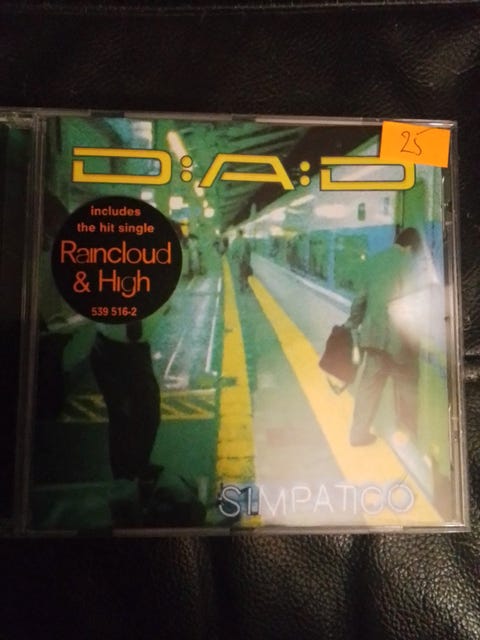 D:A:D
25
includes
the hit single
Raincloud
& High
539 516-2
SIMPATICO